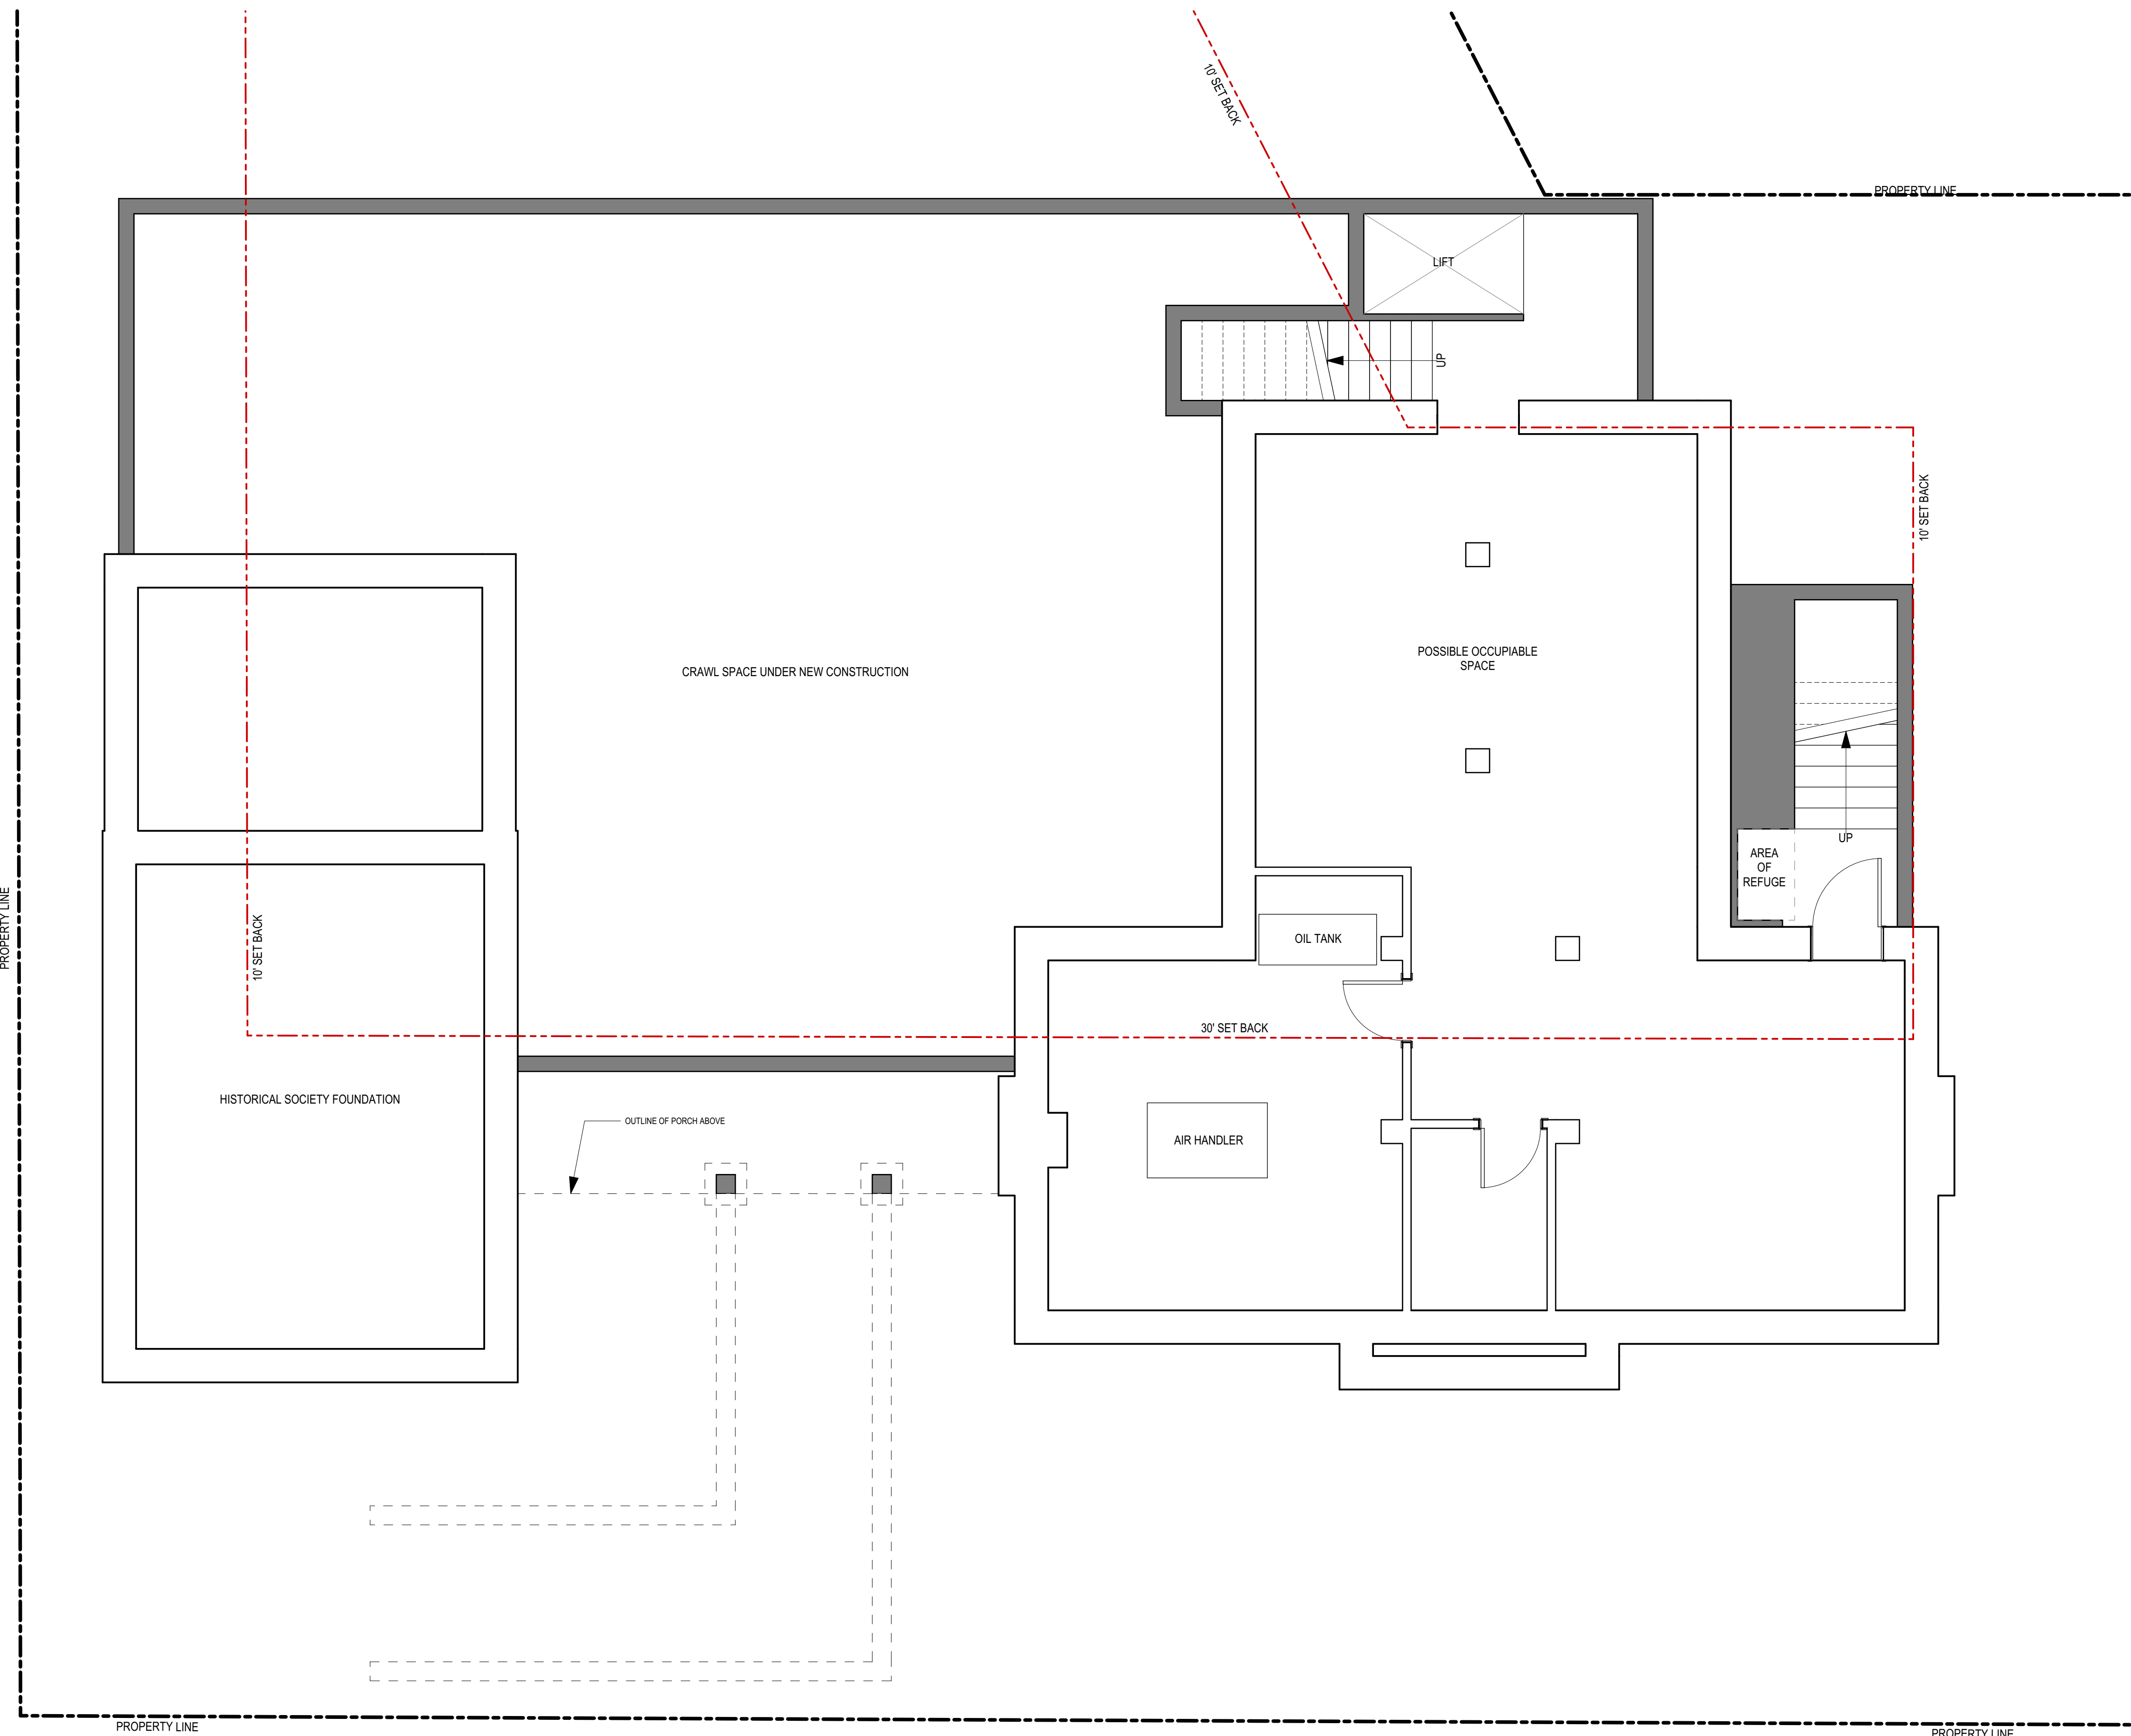 10' SET BACK
PROPERTY LINE
LIFT
UP
10' SET BACK
POSSIBLE OCCUPIABLE
SPACE
CRAWL SPACE UNDER NEW CONSTRUCTION
UP
AREA
OF
REFUGE
PROPERTY LINE
10' SET BACK
OIL TANK
30' SET BACK
HISTORICAL SOCIETY FOUNDATION
OUTLINE OF PORCH ABOVE
AIR HANDLER
PROPERTY LINE
PROPERTY LINE